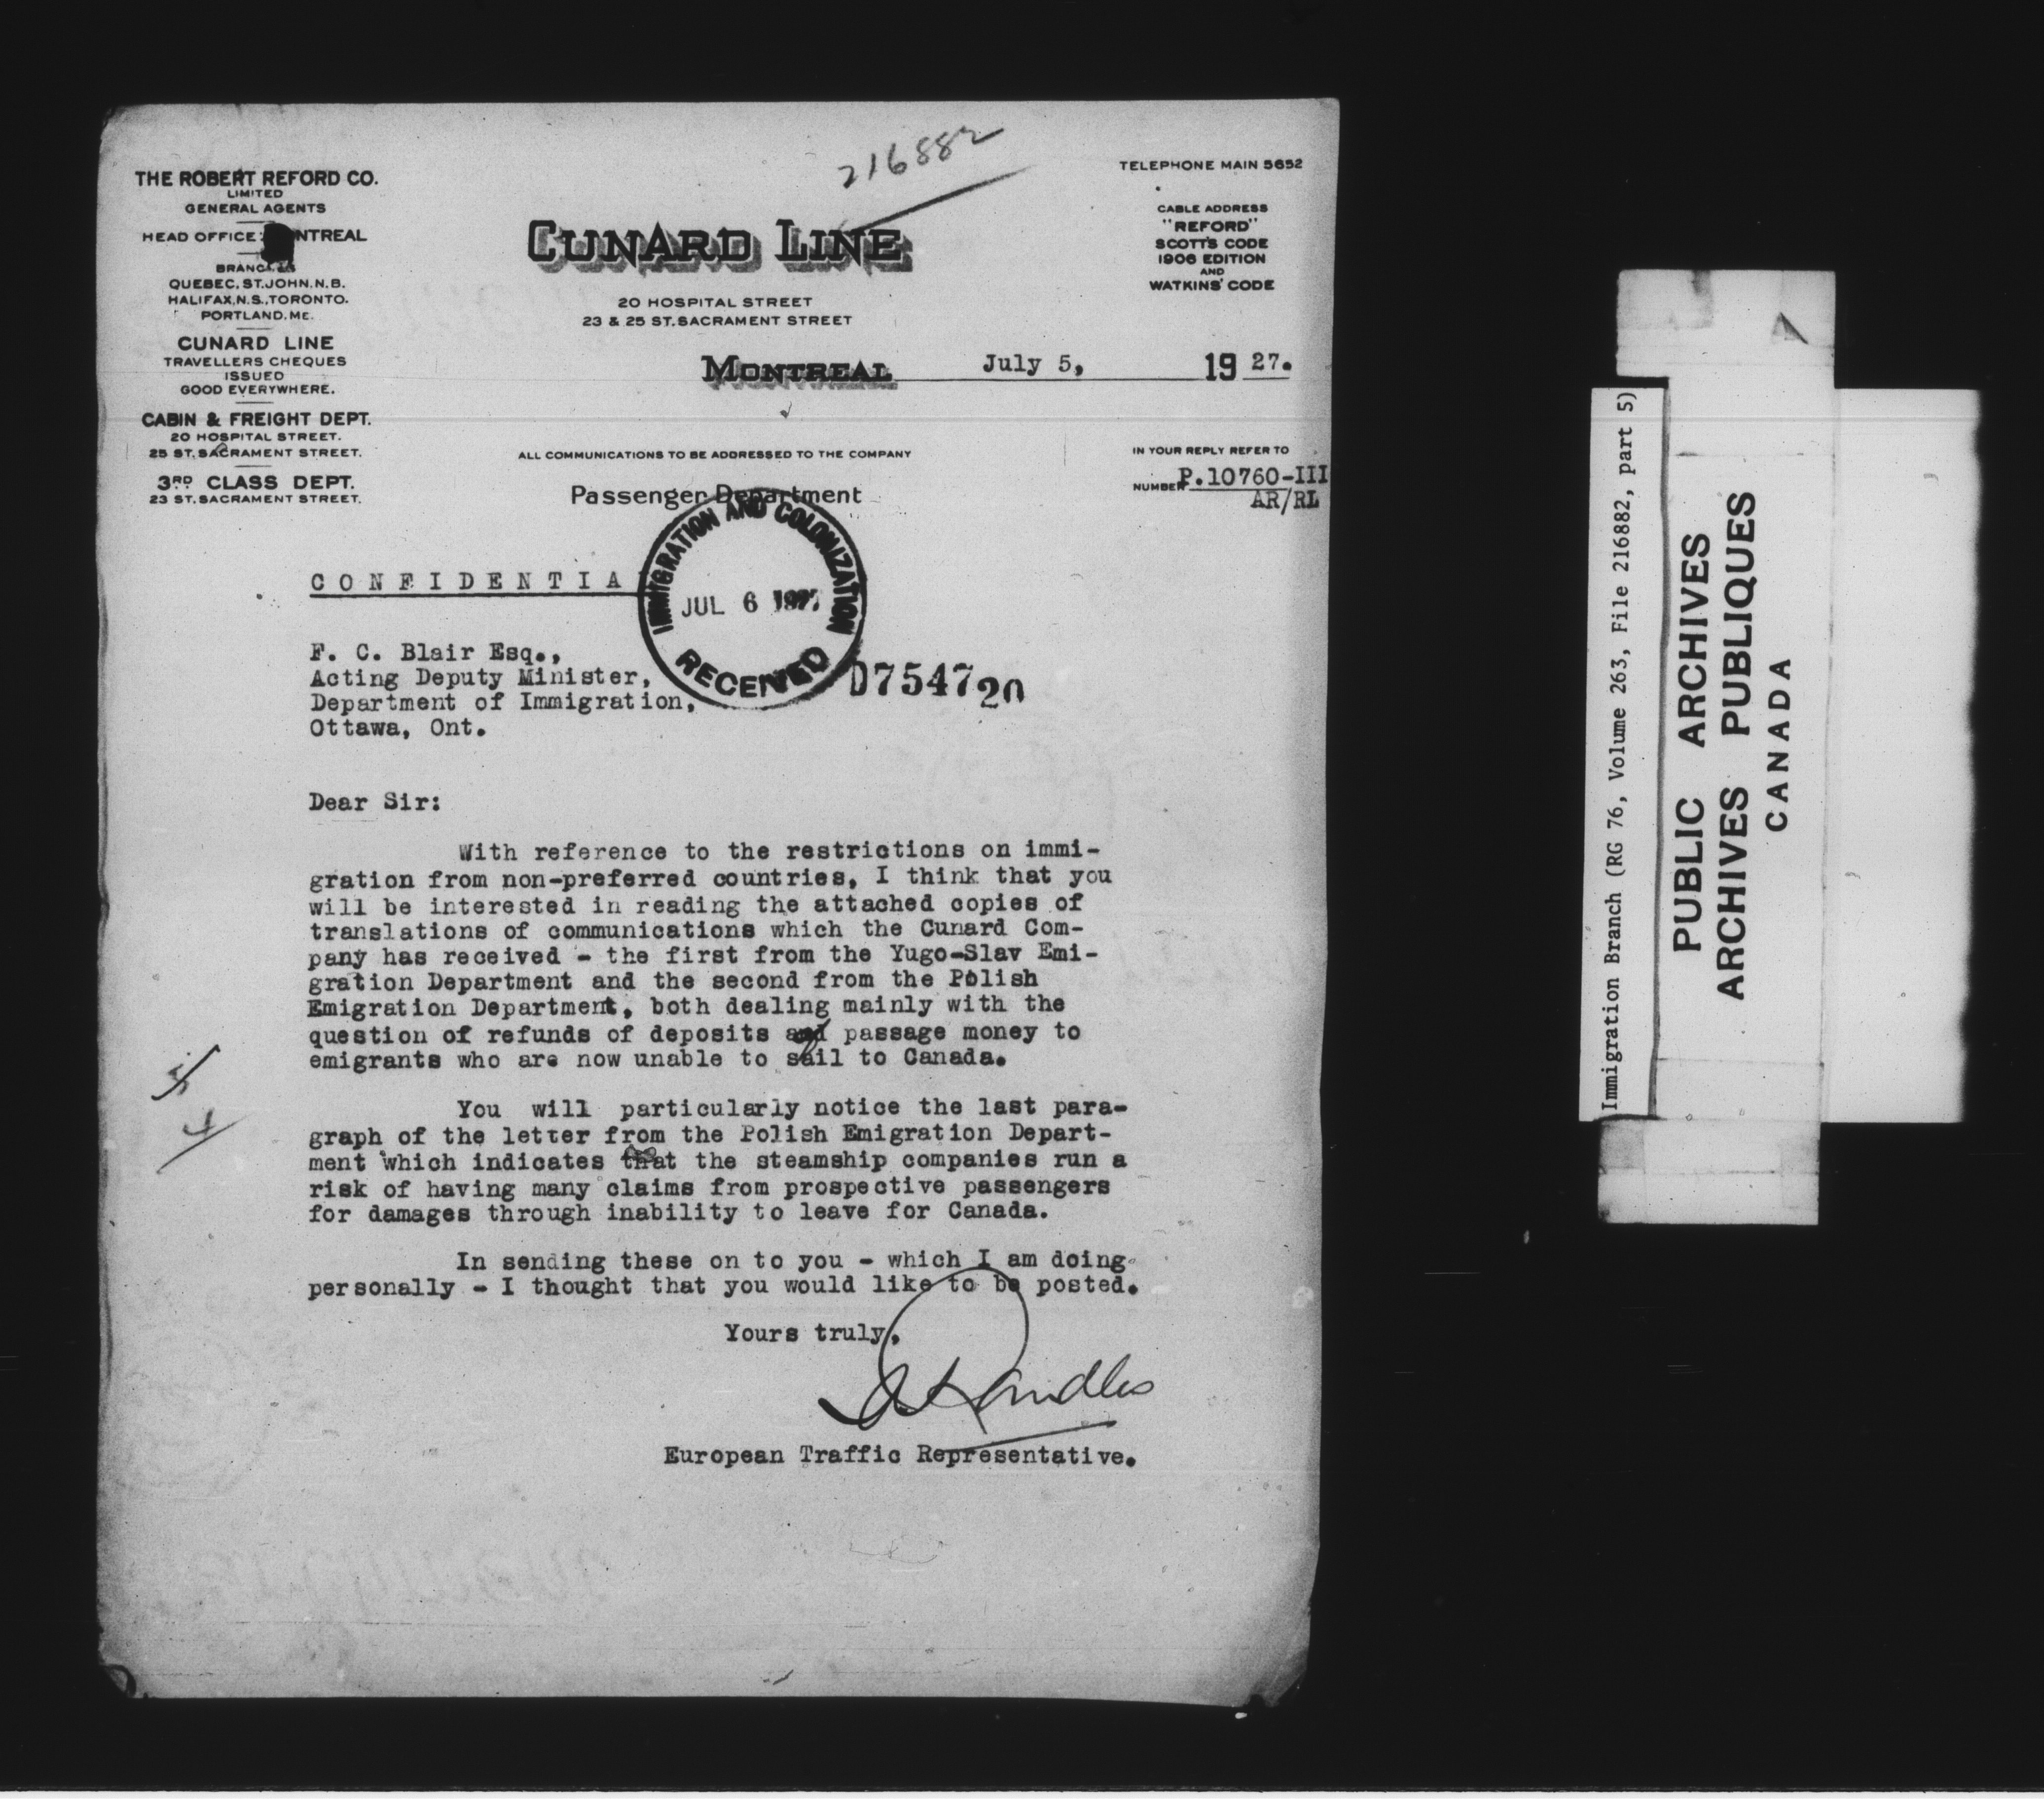 216882
THE ROBERT REFORD CO.
LIMITED
GENERAL AGENTS
HEAD OFFICE: NTREAL
BRANCHES
QUEBEC, ST.JOHN, N.B.
HALIFAX, N.S., TORONTO.
PORTLAND, ME.
CUNARD LINE
TRAVELLERS CHEQUES
ISSUED
GOOD EVERYWHERE.
CABIN & FREIGHT DEPT.
20 HOSPITAL STREET.
25 ST. SACRAMENT STREET.
3RD CLASS DEPT.
23 ST. SACRAMENT STREET.
CUNARD LINE
20 HOSPITAL STREET
23 & 25 ST. SACRAMENT STREET
MONTREAL July 5, 19 27.
TELEPHONE MAIN 5652
CABLE ADDRESS
"REFORD"
SCOTT'S CODE
1906 EDITION
AND
WATKINS' CODE
ALL COMMUNICATIONS TO BE ADDRESSED TO THE COMPANY
IN YOUR REPLY REFER TO
NUMBER P.10760-III
AR/RL
Passenger Department
IMMIGRATION AND COLONIZATION
JUL 6 1927
RECEIVED
D754720
CONFIDENTIA
F. C. Blair Esq.,
Acting Deputy Minister,
Department of Immigration,
Ottawa, Ont.
Dear Sir:
With reference to the restrictions on immi-
gration from non-preferred countries, I think that you
will be interested in reading the attached copies of
translations of communications which the Cunard Com-
pany has received - the first from the Yugo-Slav Emi-
gration Department and the second from the Polish
Emigration Department, both dealing mainly with the
question of refunds of deposits and passage money to
emigrants who are now unable to sail to Canada.
You will particularly notice the last para-
graph of the letter from the Polish Emigration Depart-
ment which indicates that the steamship companies run a
risk of having many claims from prospective passengers
for damages through inability to leave for Canada.
In sending these on to you - which I am doing
personally - I thought that you would like to be posted.
Yours truly,
European Traffic Representative.
Immigration Branch (RG 76, Volume 263, File 216882, part 5)
PUBLIC ARCHIVES
ARCHIVES PUBLIQUES
CANADA